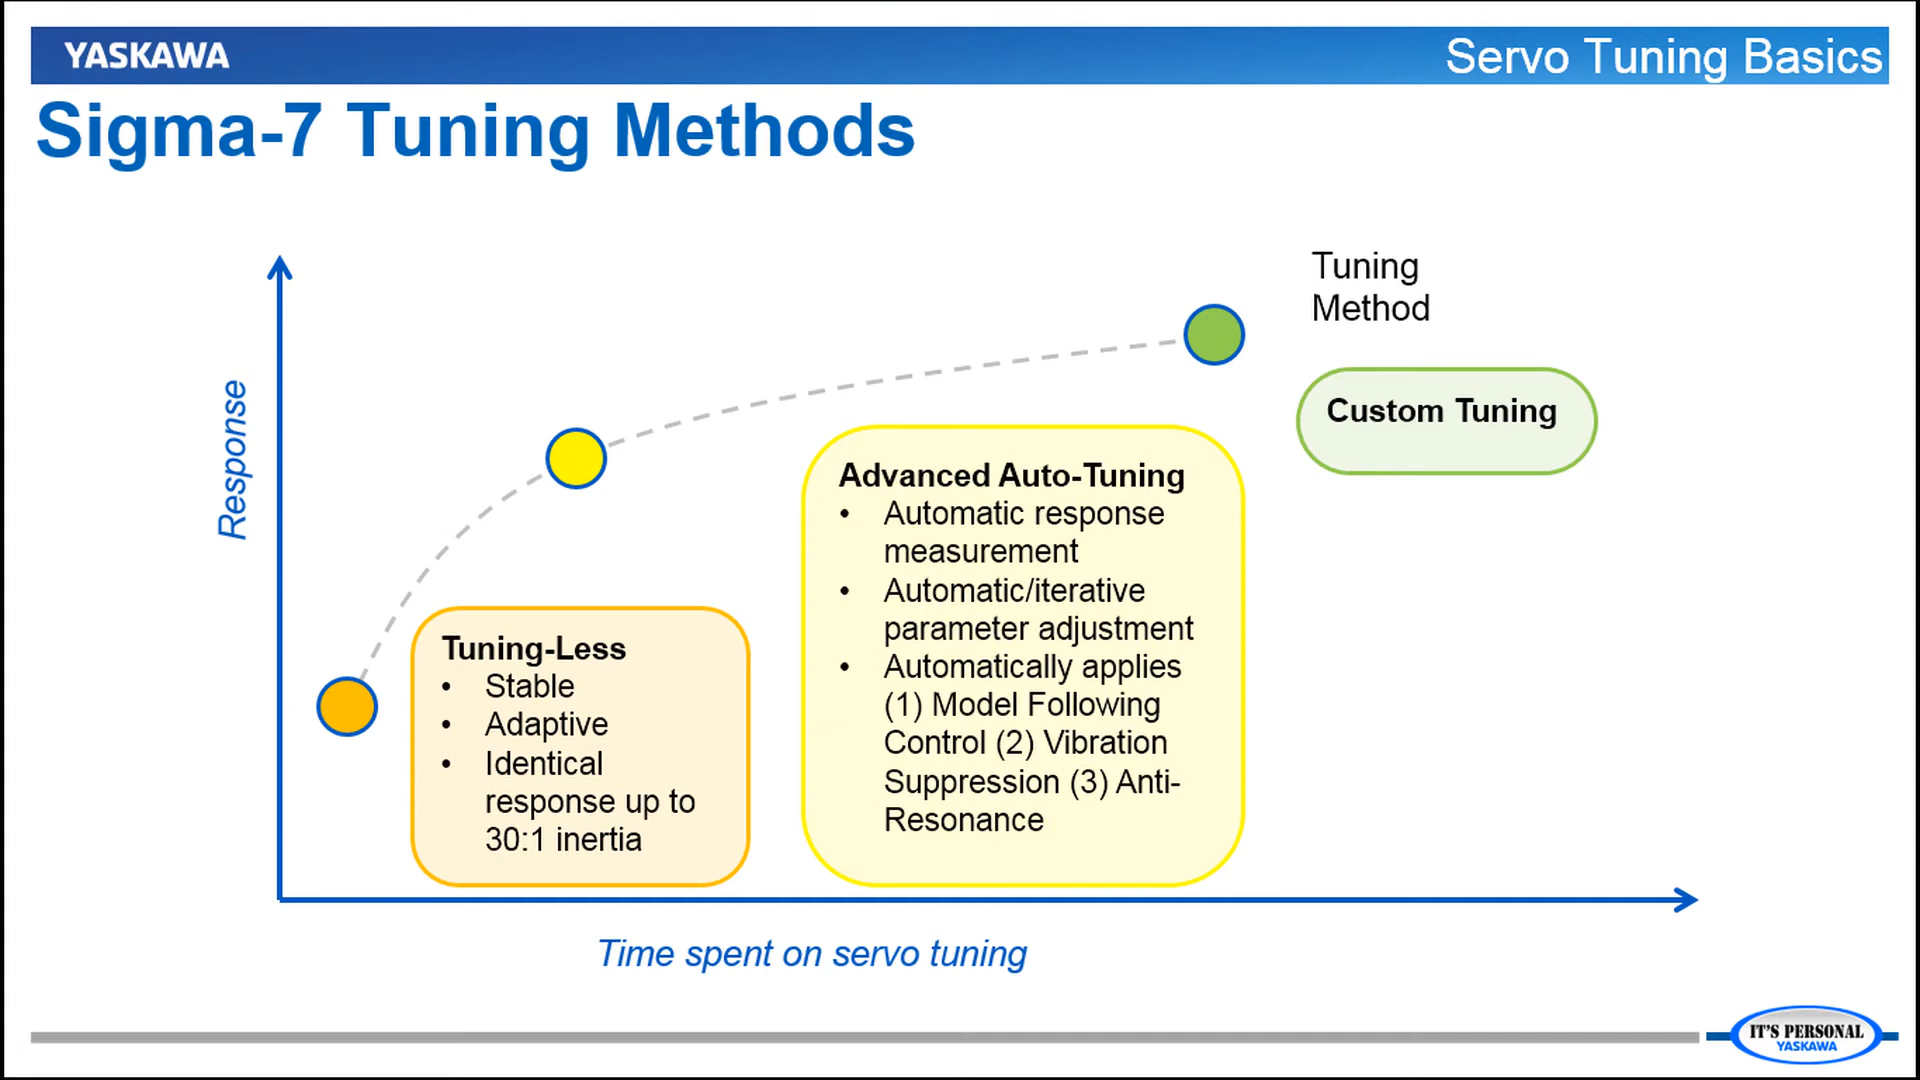 YASKAWA
Servo Tuning Basics
Sigma-7 Tuning Methods
Tuning
Method
Response
Custom Tuning
Advanced Auto-Tuning
• Automatic response
measurement
• Automatic/iterative
parameter adjustment
• Automatically applies
(1) Model Following
Control (2) Vibration
Suppression (3) Anti-
Resonance
Tuning-Less
• Stable
• Adaptive
• Identical
response up to
30:1 inertia
Time spent on servo tuning
IT'S PERSONAL
YASKAWA